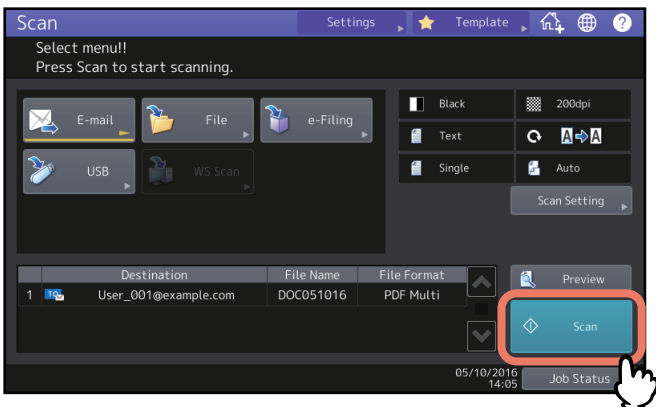 Scan
Settings
Template
?
Select menu!!
Press Scan to start scanning.
E-mail
File
e-Filing
USB
WS Scan
Black
200dpi
Text
A A
Single
Auto
Scan Setting
Destination File Name File Format
1 TO User_001@example.com DOC051016 PDF Multi
Preview
Scan
05/10/2016
14:05
Job Status